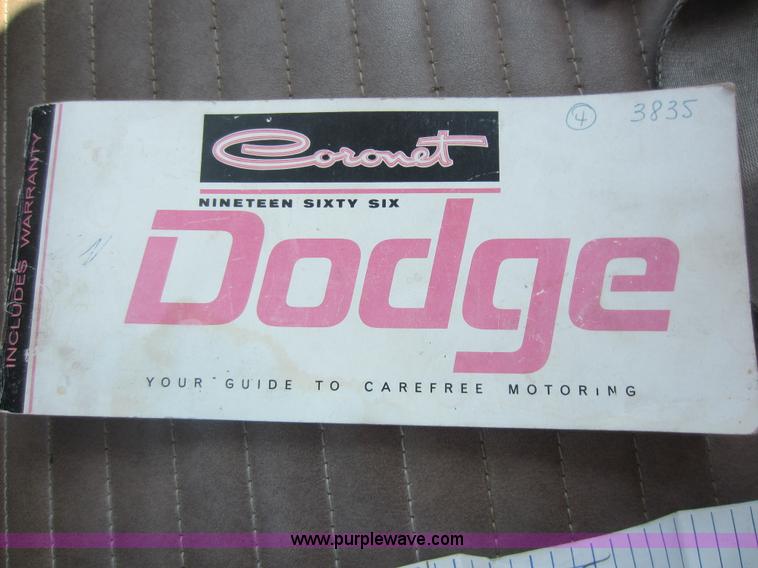 ④ 3835
Coronet
NINETEEN SIXTY SIX
Dodge
YOUR GUIDE TO CAREFREE MOTORING
INCLUDES WARRANTY
www.purplewave.com